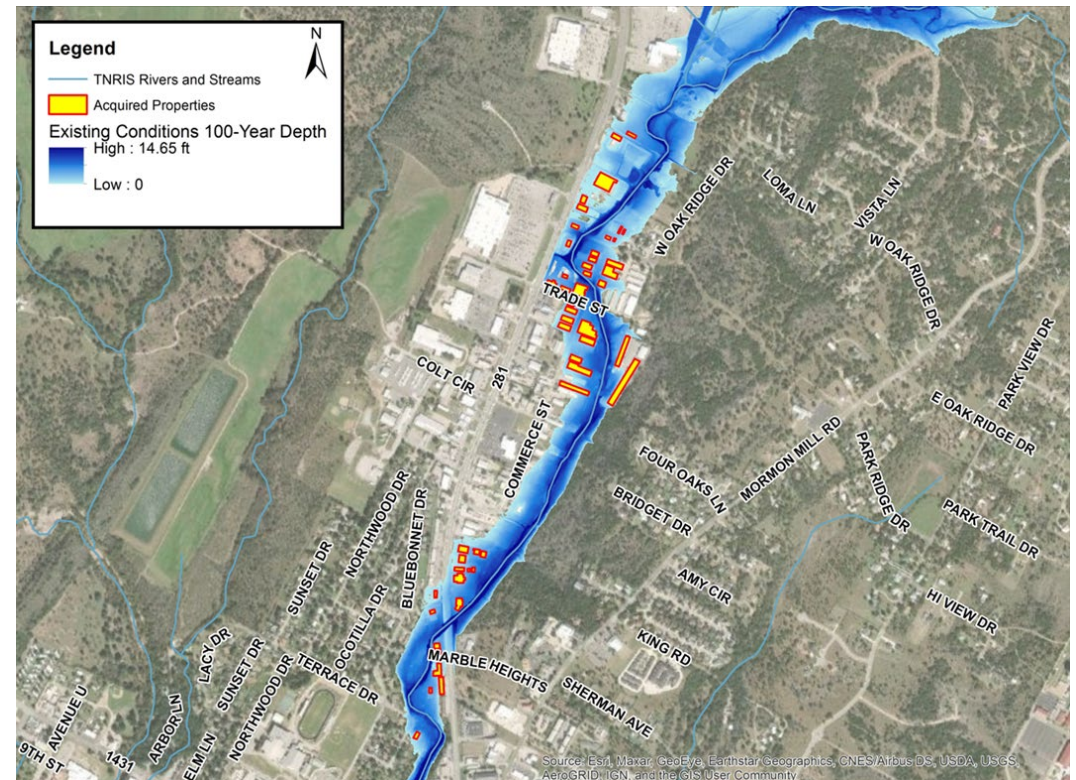 Legend
N
TNRIS Rivers and Streams
Acquired Properties
Existing Conditions 100-Year Depth
High : 14.65 ft
Low : 0
W OAK RIDGE DR
LOMA LN
VISTA LN
W OAK RIDGE DR
TRADE ST
COLT CIR
281
COMMERCE ST
PARK VIEW DR
E OAK RIDGE DR
MORMON MILL RD
FOUR OAKS LN
BRIDGET DR
PARK RIDGE DR
PARK TRAIL DR
NORTHWOOD DR
BLUEBONNET DR
SUNSET DR
OCOTILLA DR
AMY CIR
HI VIEW DR
KING RD
LACY DR
SUNSET DR
TERRACE DR
MARBLE HEIGHTS
SHERMAN AVE
NORTHWOOD DR
AVENUE U
ARBOR LN
ELM LN
9TH ST
1431
Source: Esri, Maxar, GeoEye, Earthstar Geographics, CNES/Airbus DS, USDA, USGS,
AeroGRID, IGN, and the GIS User Community